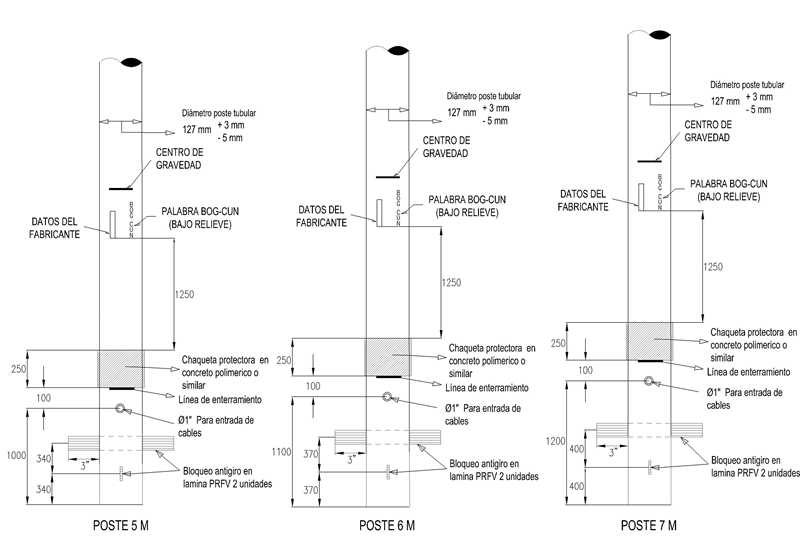 Diámetro poste tubular
127 mm + 3 mm
- 5 mm
CENTRO DE
GRAVEDAD
BOG CUN
DATOS DEL
FABRICANTE
PALABRA BOG-CUN
(BAJO RELIEVE)
1250
250
Chaqueta protectora en
concreto polimerico o
similar
100
Línea de enterramiento
Ø1" Para entrada de
cables
1000
340
3"
340
Bloqueo antigiro en
lamina PRFV 2 unidades
POSTE 5 M
Diámetro poste tubular
127 mm + 3 mm
- 5 mm
CENTRO DE
GRAVEDAD
BOG CUN
DATOS DEL
FABRICANTE
PALABRA BOG-CUN
(BAJO RELIEVE)
1250
250
Chaqueta protectora en
concreto polimerico o
similar
100
Línea de enterramiento
Ø1" Para entrada de
cables
1100
370
3"
370
Bloqueo antigiro en
lamina PRFV 2 unidades
POSTE 6 M
Diámetro poste tubular
127 mm + 3 mm
- 5 mm
CENTRO DE
GRAVEDAD
BOG CUN
DATOS DEL
FABRICANTE
PALABRA BOG-CUN
(BAJO RELIEVE)
1250
250
Chaqueta protectora en
concreto polimerico o
similar
100
Línea de enterramiento
Ø1" Para entrada de
cables
1200
400
3"
400
Bloqueo antigiro en
lamina PRFV 2 unidades
POSTE 7 M